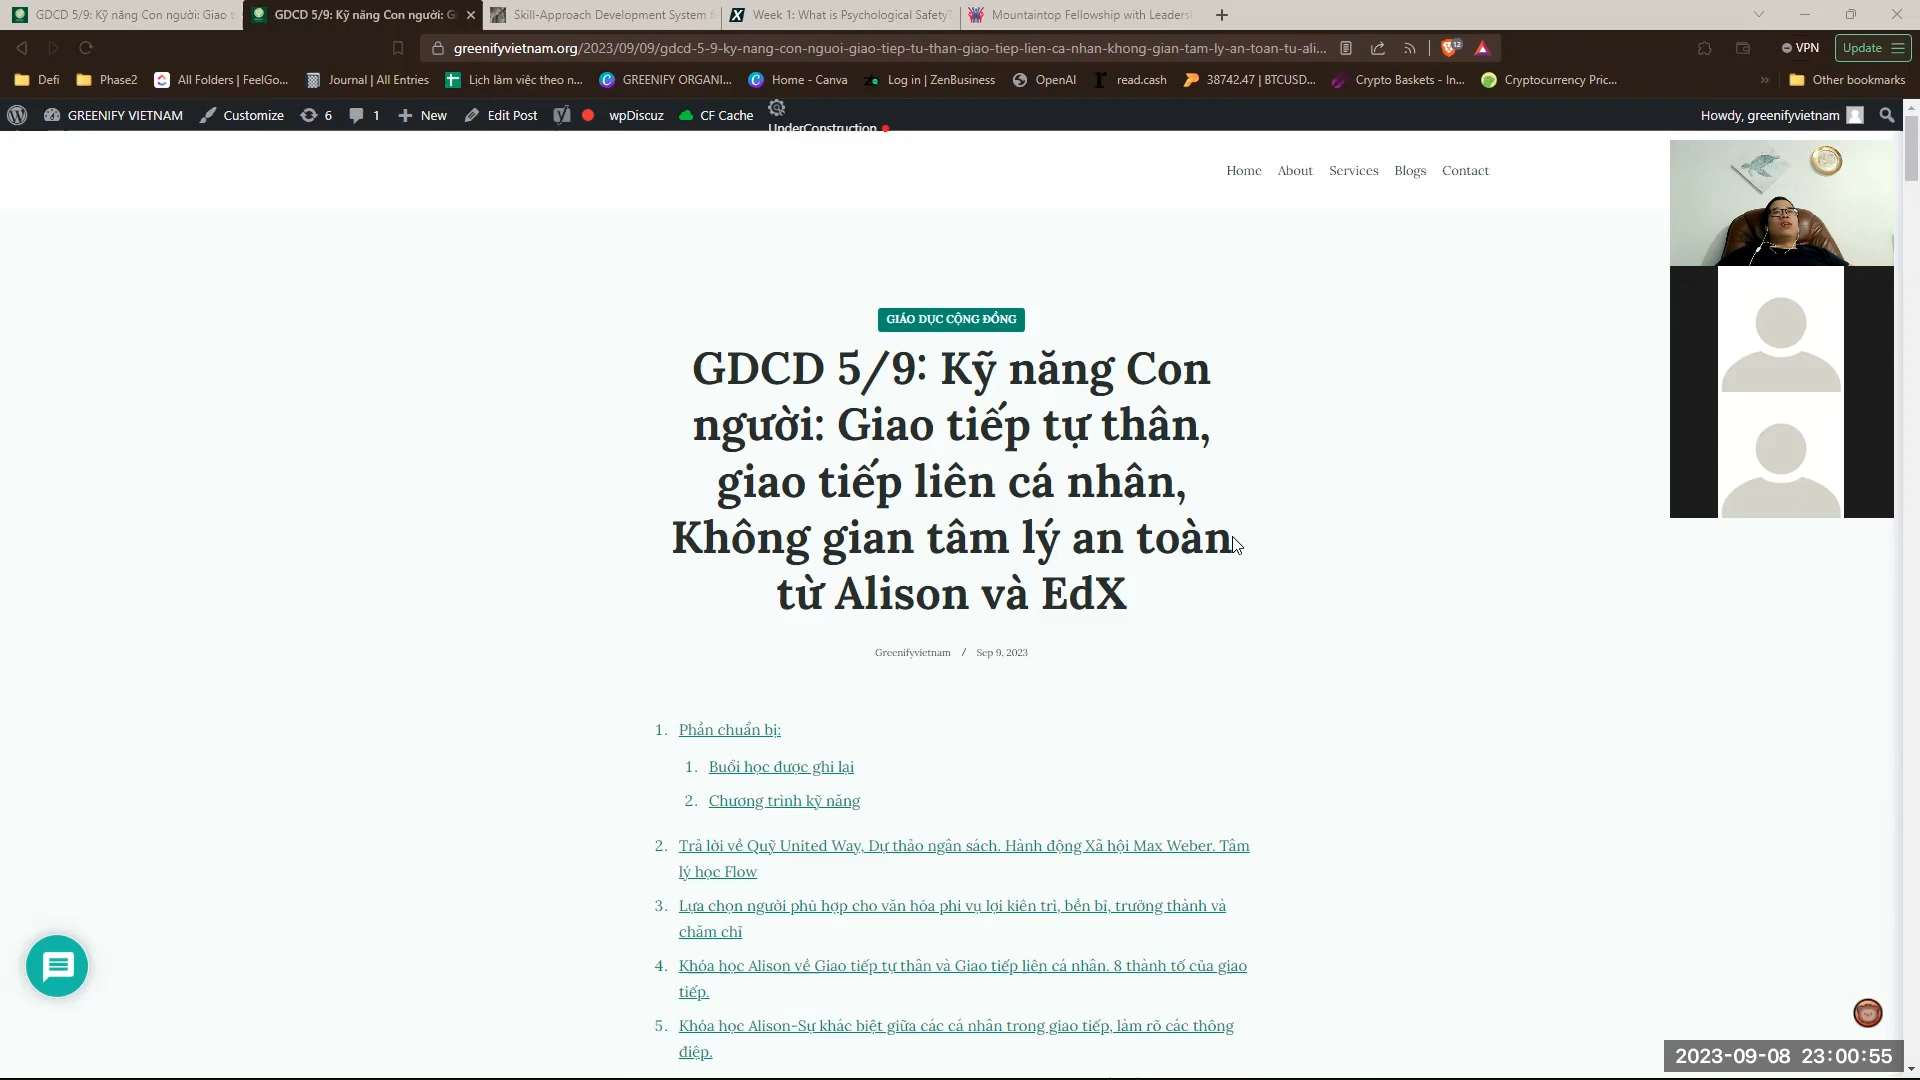 GDCD 5/9: Kỹ năng Con người: Giao t
GDCD 5/9: Kỹ năng Con người: G
Skill-Approach Development System f
Week 1: What is Psychological Safety?
Mountaintop Fellowship with Leaders
greenifyvietnam.org/2023/09/09/gdcd-5-9-ky-nang-con-nguoi-giao-tiep-tu-than-giao-tiep-lien-ca-nhan-khong-gian-tam-ly-an-toan-tu-ali...
12
VPN
Update
Defi
Phase2
All Folders | FeelGo...
Journal | All Entries
Lịch làm việc theo n...
GREENIFY ORGANI...
Home - Canva
Log in | ZenBusiness
OpenAI
read.cash
38742.47 | BTCUSD...
Crypto Baskets - In...
Cryptocurrency Pric...
Other bookmarks
GREENIFY VIETNAM
Customize
6
1
New
Edit Post
wpDiscuz
CF Cache
UnderConstruction
Howdy, greenifyvietnam
Home About Services Blogs Contact
GIÁO DỤC CỘNG ĐỒNG
GDCD 5/9: Kỹ năng Con
người: Giao tiếp tự thân,
giao tiếp liên cá nhân,
Không gian tâm lý an toàn
từ Alison và EdX
Greenifyvietnam / Sep 9, 2023
1. Phần chuẩn bị:
1. Buổi học được ghi lại
2. Chương trình kỹ năng
2. Trả lời về Quỹ United Way, Dự thảo ngân sách. Hành động Xã hội Max Weber. Tâm
lý học Flow
3. Lựa chọn người phù hợp cho văn hóa phi vụ lợi kiên trì, bền bỉ, trưởng thành và
chăm chỉ
4. Khóa học Alison về Giao tiếp tự thân và Giao tiếp liên cá nhân. 8 thành tố của giao
tiếp.
5. Khóa học Alison-Sự khác biệt giữa các cá nhân trong giao tiếp, làm rõ các thông
điệp.
2023-09-08 23:00:55